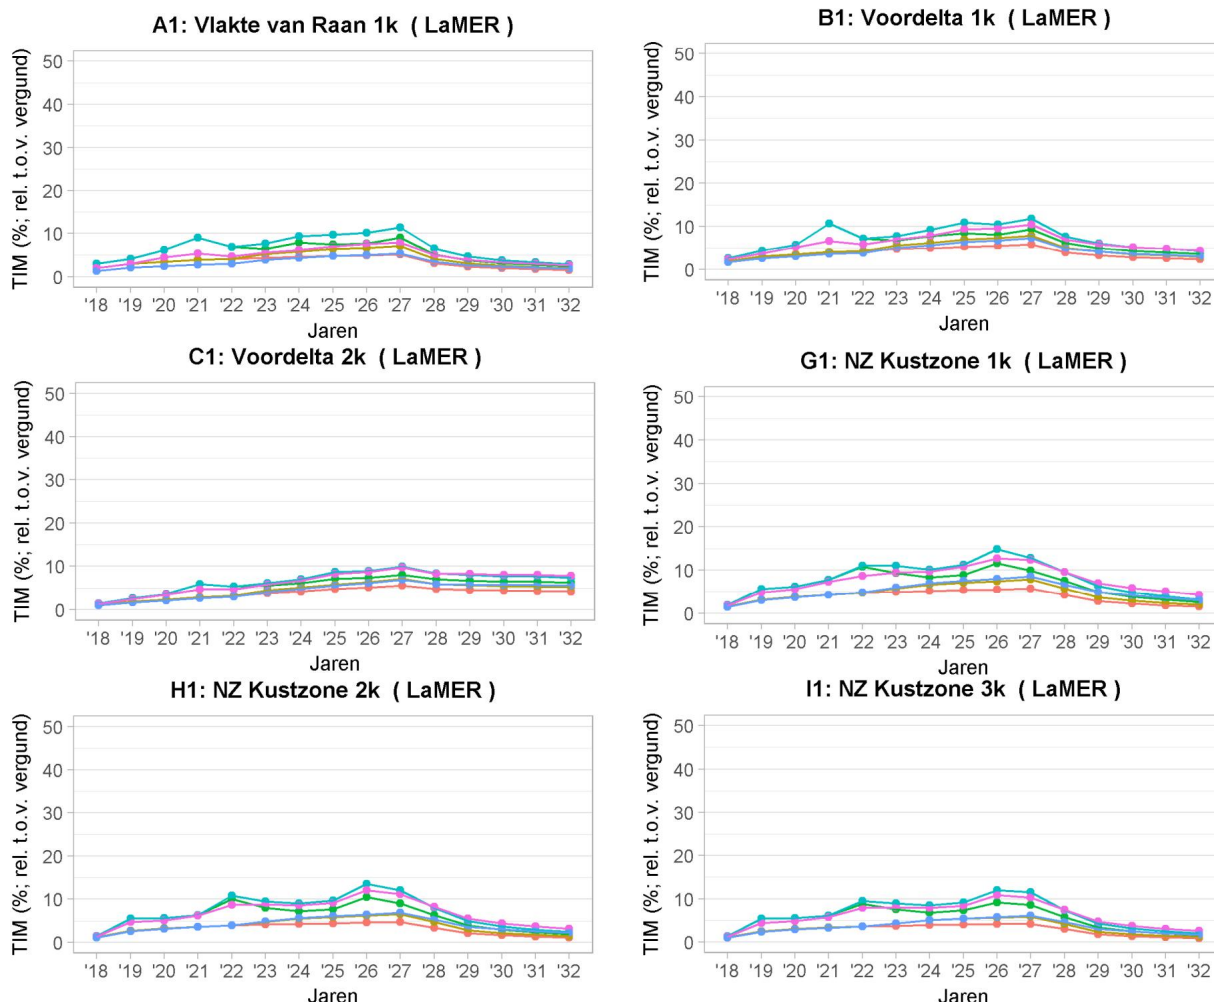 A1: Vlakte van Raan 1k ( LaMER )
TIM (%; rel. t.o.v. vergund)
50
40
30
20
10
0
'18 '19 '20 '21 '22 '23 '24 '25 '26 '27 '28 '29 '30 '31 '32
Jaren
B1: Voordelta 1k ( LaMER )
TIM (%; rel. t.o.v. vergund)
50
40
30
20
10
0
'18 '19 '20 '21 '22 '23 '24 '25 '26 '27 '28 '29 '30 '31 '32
Jaren
C1: Voordelta 2k ( LaMER )
TIM (%; rel. t.o.v. vergund)
50
40
30
20
10
0
'18 '19 '20 '21 '22 '23 '24 '25 '26 '27 '28 '29 '30 '31 '32
Jaren
G1: NZ Kustzone 1k ( LaMER )
TIM (%; rel. t.o.v. vergund)
50
40
30
20
10
0
'18 '19 '20 '21 '22 '23 '24 '25 '26 '27 '28 '29 '30 '31 '32
Jaren
H1: NZ Kustzone 2k ( LaMER )
TIM (%; rel. t.o.v. vergund)
50
40
30
20
10
0
'18 '19 '20 '21 '22 '23 '24 '25 '26 '27 '28 '29 '30 '31 '32
Jaren
I1: NZ Kustzone 3k ( LaMER )
TIM (%; rel. t.o.v. vergund)
50
40
30
20
10
0
'18 '19 '20 '21 '22 '23 '24 '25 '26 '27 '28 '29 '30 '31 '32
Jaren